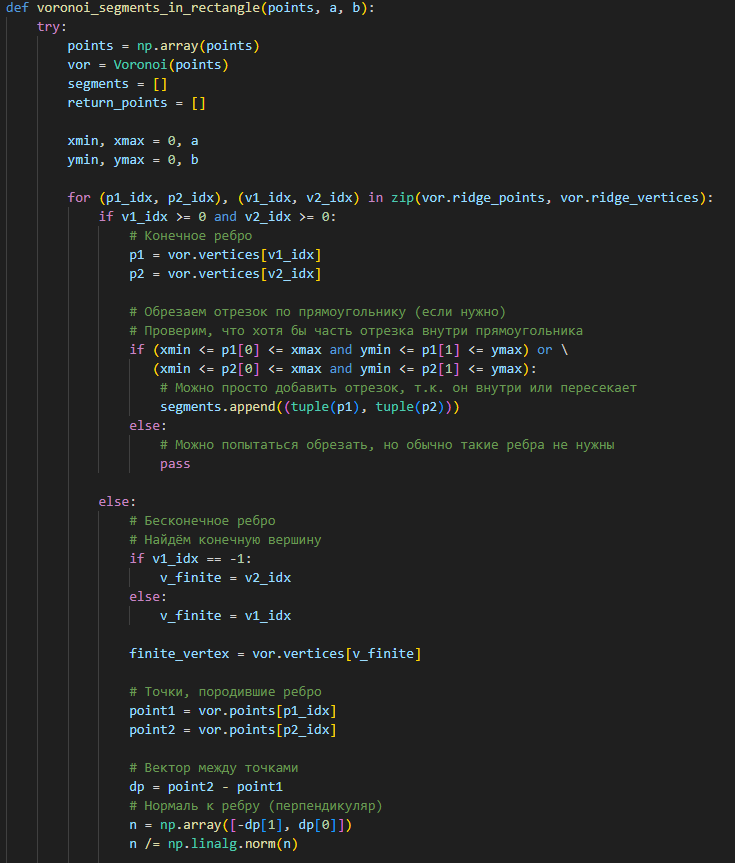 def voronoi_segments_in_rectangle(points, a, b):
    try:
        points = np.array(points)
        vor = Voronoi(points)
        segments = []
        return_points = []

        xmin, xmax = 0, a
        ymin, ymax = 0, b

        for (p1_idx, p2_idx), (v1_idx, v2_idx) in zip(vor.ridge_points, vor.ridge_vertices):
            if v1_idx >= 0 and v2_idx >= 0:
                # Конечное ребро
                p1 = vor.vertices[v1_idx]
                p2 = vor.vertices[v2_idx]

                # Обрезаем отрезок по прямоугольнику (если нужно)
                # Проверим, что хотя бы часть отрезка внутри прямоугольника
                if (xmin <= p1[0] <= xmax and ymin <= p1[1] <= ymax) or \
                   (xmin <= p2[0] <= xmax and ymin <= p2[1] <= ymax):
                    # Можно просто добавить отрезок, т.к. он внутри или пересекает
                    segments.append((tuple(p1), tuple(p2)))
                else:
                    # Можно попытаться обрезать, но обычно такие ребра не нужны
                    pass

            else:
                # Бесконечное ребро
                # Найдём конечную вершину
                if v1_idx == -1:
                    v_finite = v2_idx
                else:
                    v_finite = v1_idx

                finite_vertex = vor.vertices[v_finite]

                # Точки, породившие ребро
                point1 = vor.points[p1_idx]
                point2 = vor.points[p2_idx]

                # Вектор между точками
                dp = point2 - point1
                # Нормаль к ребру (перпендикуляр)
                n = np.array([-dp[1], dp[0]])
                n /= np.linalg.norm(n)